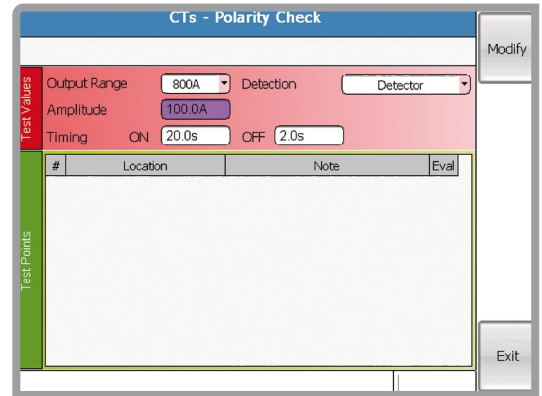 CTs - Polarity Check
Modify
Test Values
Output Range 800A Detection Detector
Amplitude 100.0A
Timing ON 20.0s OFF 2.0s
Test Points
# Location Note Eval
Exit